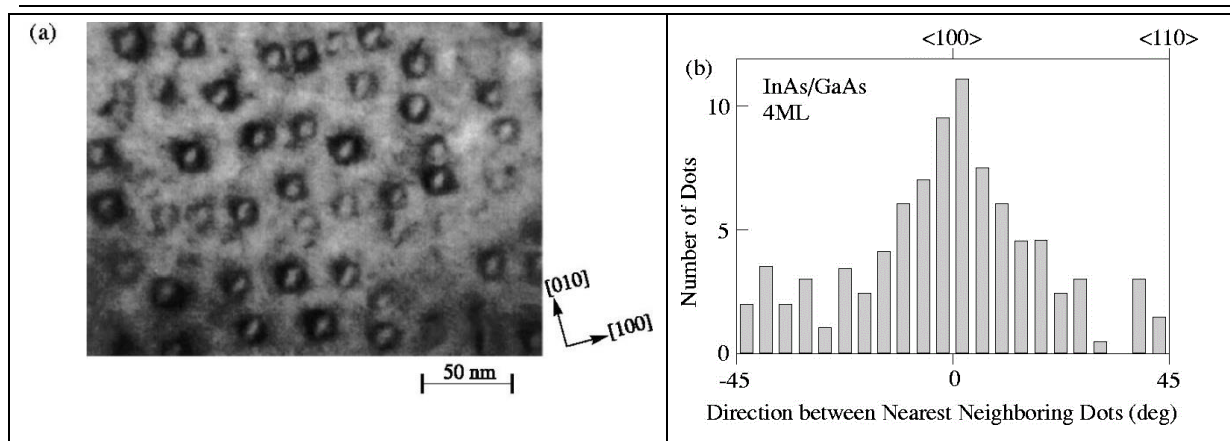 (a)
[010]
[100]
50 nm
<100>
<110>
(b)
InAs/GaAs
4ML
10
5
0
Number of Dots
-45
0
45
Direction between Nearest Neighboring Dots (deg)